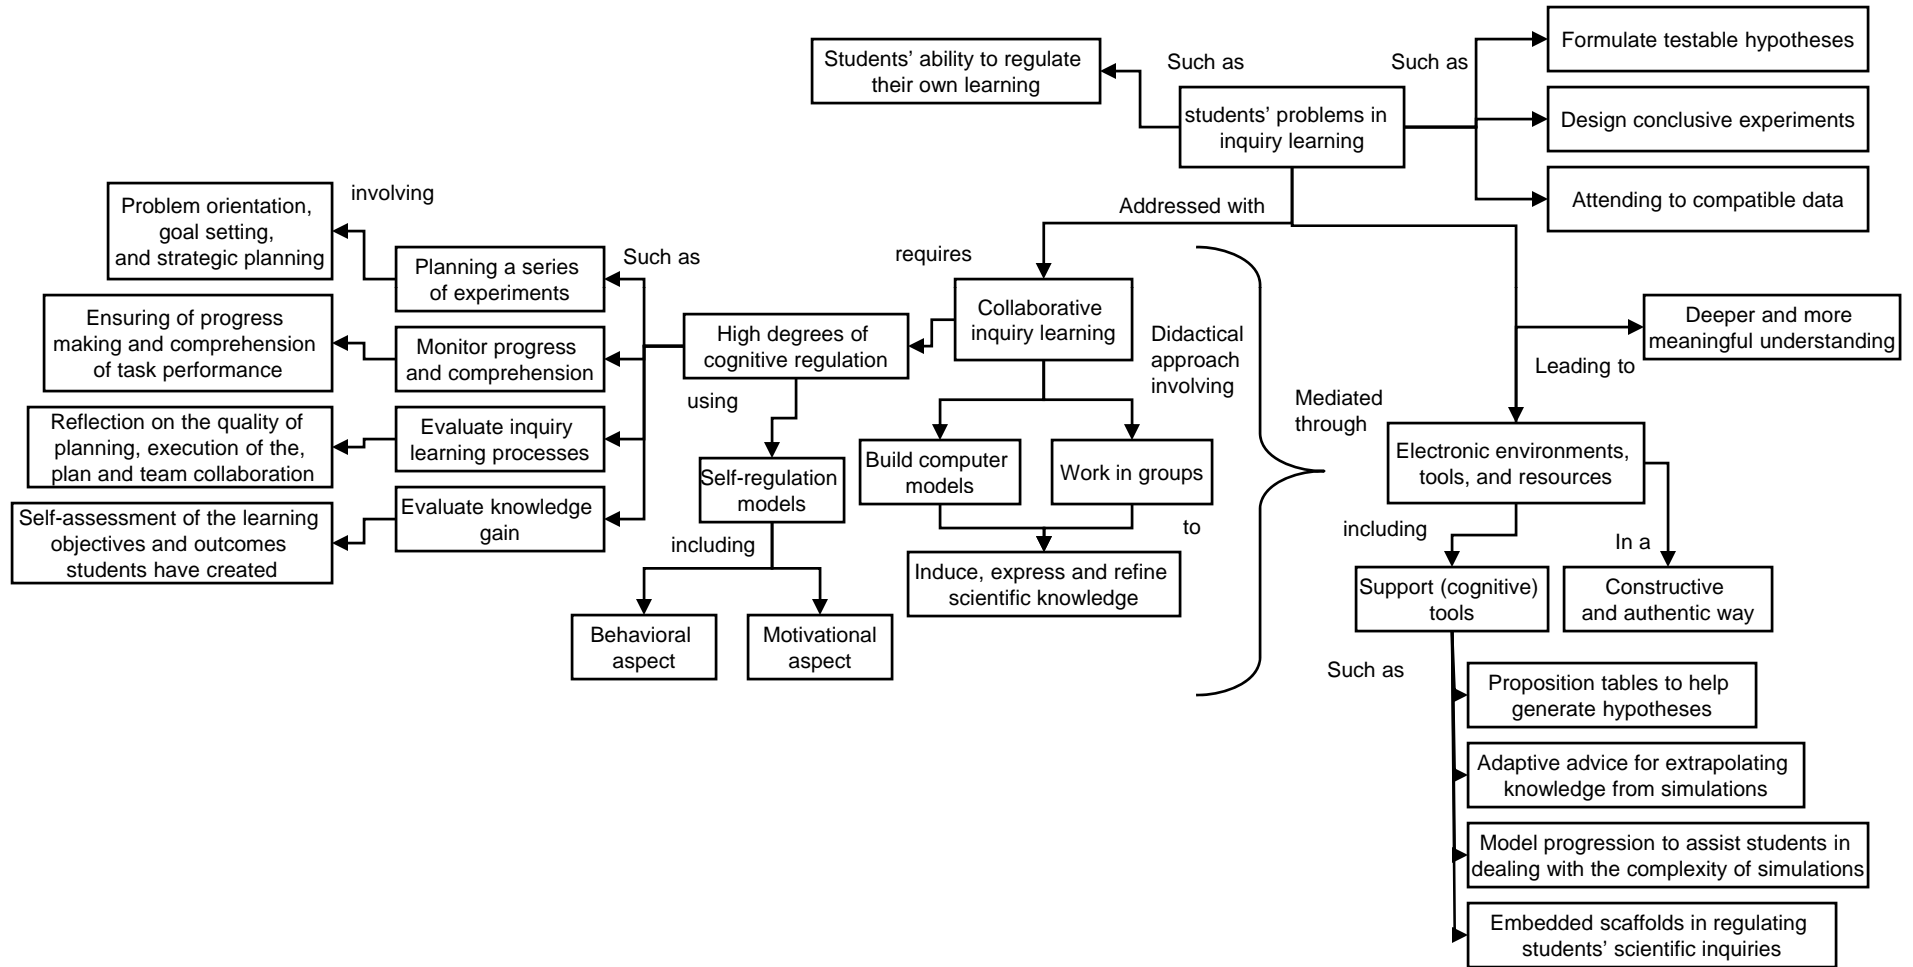 Students’ ability to regulate
their own learning
Such as
Such as
students’ problems in
inquiry learning
Formulate testable hypotheses
Design conclusive experiments
Attending to compatible data
Addressed with
involving
Problem orientation,
goal setting,
and strategic planning
Planning a series
of experiments
Such as
requires
Ensuring of progress
making and comprehension
of task performance
Monitor progress
and comprehension
High degrees of
cognitive regulation
Collaborative
inquiry learning
Didactical
approach
involving
Deeper and more
meaningful understanding
Leading to
Reflection on the quality of
planning, execution of the,
plan and team collaboration
Evaluate inquiry
learning processes
using
Mediated
through
Self-assessment of the learning
objectives and outcomes
students have created
Evaluate knowledge
gain
Self-regulation
models
Build computer
models
Work in groups
Electronic environments,
tools, and resources
including
to
including
In a
Induce, express and refine
scientific knowledge
Support (cognitive)
tools
Constructive
and authentic way
Behavioral
aspect
Motivational
aspect
Such as
Proposition tables to help
generate hypotheses
Adaptive advice for extrapolating
knowledge from simulations
Model progression to assist students in
dealing with the complexity of simulations
Embedded scaffolds in regulating
students’ scientific inquiries